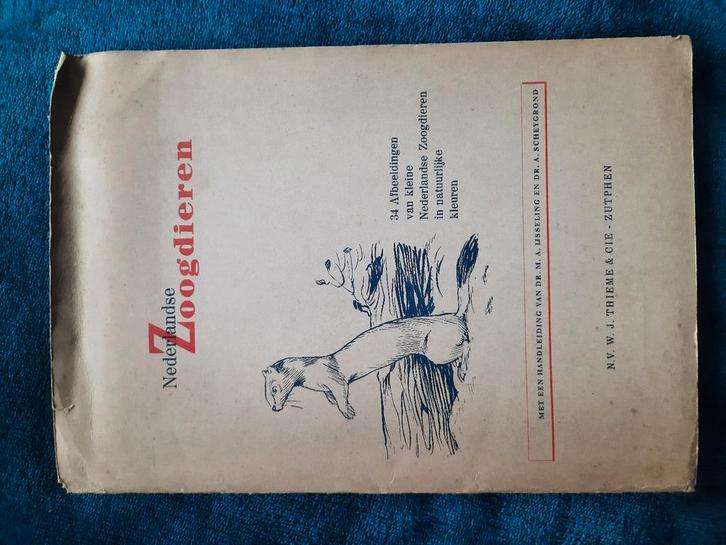 Nederlandse
Zoogdieren
34 Afbeeldingen
van kleine
Nederlandse Zoogdieren
in natuurlijke
kleuren
MET EEN HANDLEIDING VAN DR. M. A. IJSSELING EN DR. A. SCHEYGROND
N.V. W. J. THIEME & CIE - ZUTPHEN